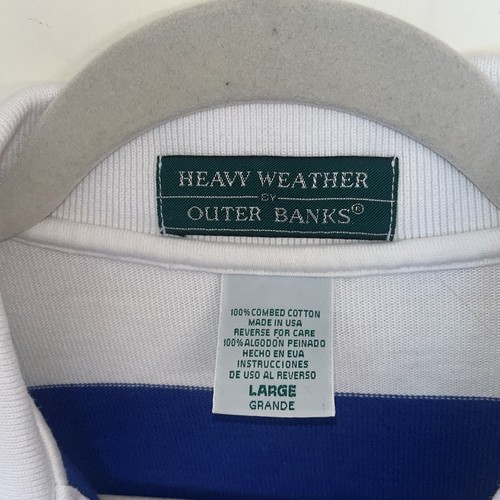 HEAVY WEATHER
BY
OUTER BANKS®
100% COMBED COTTON
MADE IN USA
REVERSE FOR CARE
100% ALGODON PEINADO
HECHO EN EUA
INSTRUCCIONES
DE USO AL REVERSO
LARGE
GRANDE